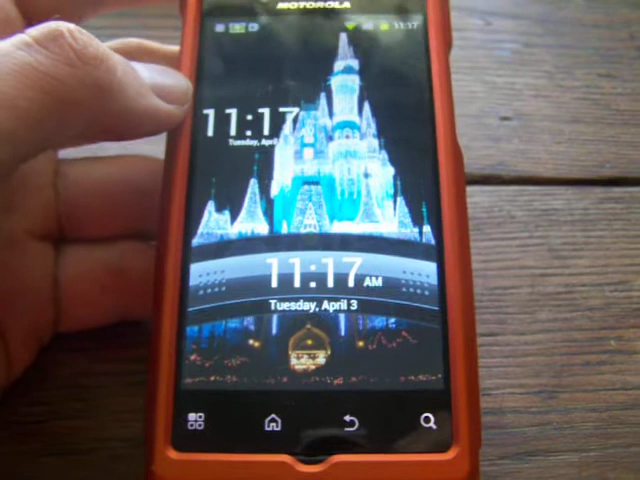 MOTOROLA
11:17
11:17
Tuesday, April
11:17 AM
Tuesday, April 3